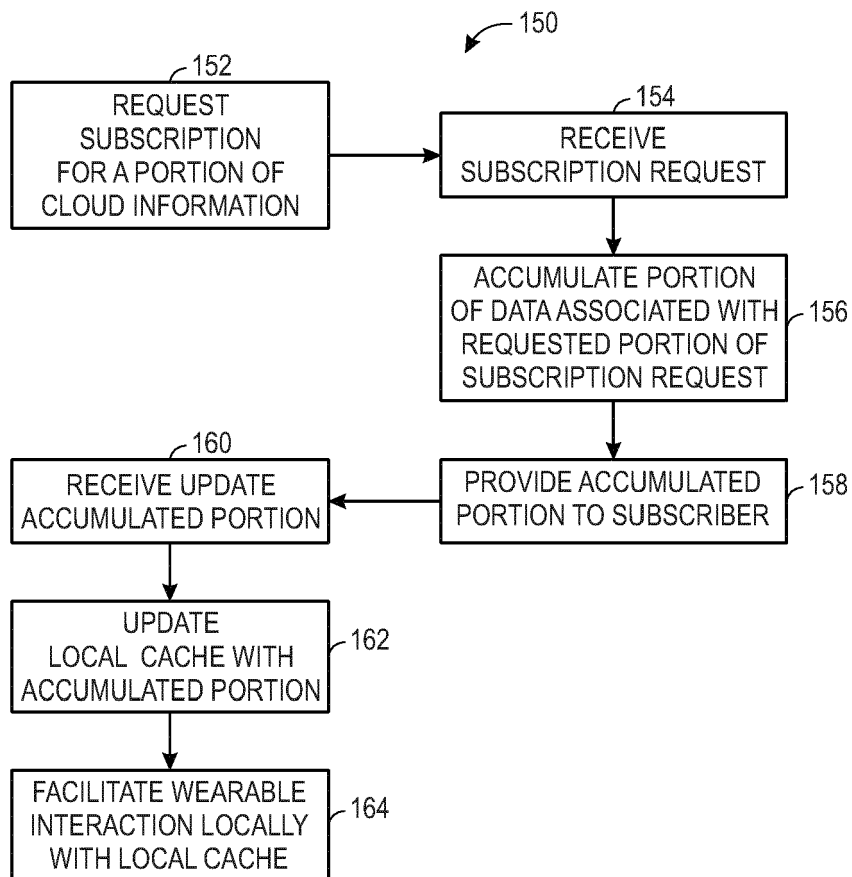 150
152
REQUEST
SUBSCRIPTION
FOR A PORTION OF
CLOUD INFORMATION
154
RECEIVE
SUBSCRIPTION REQUEST
ACCUMULATE PORTION
OF DATA ASSOCIATED WITH
REQUESTED PORTION OF
SUBSCRIPTION REQUEST
156
PROVIDE ACCUMULATED
PORTION TO SUBSCRIBER
158
160
RECEIVE UPDATE
ACCUMULATED PORTION
UPDATE
LOCAL CACHE WITH
ACCUMULATED PORTION
162
FACILITATE WEARABLE
INTERACTION LOCALLY
WITH LOCAL CACHE
164